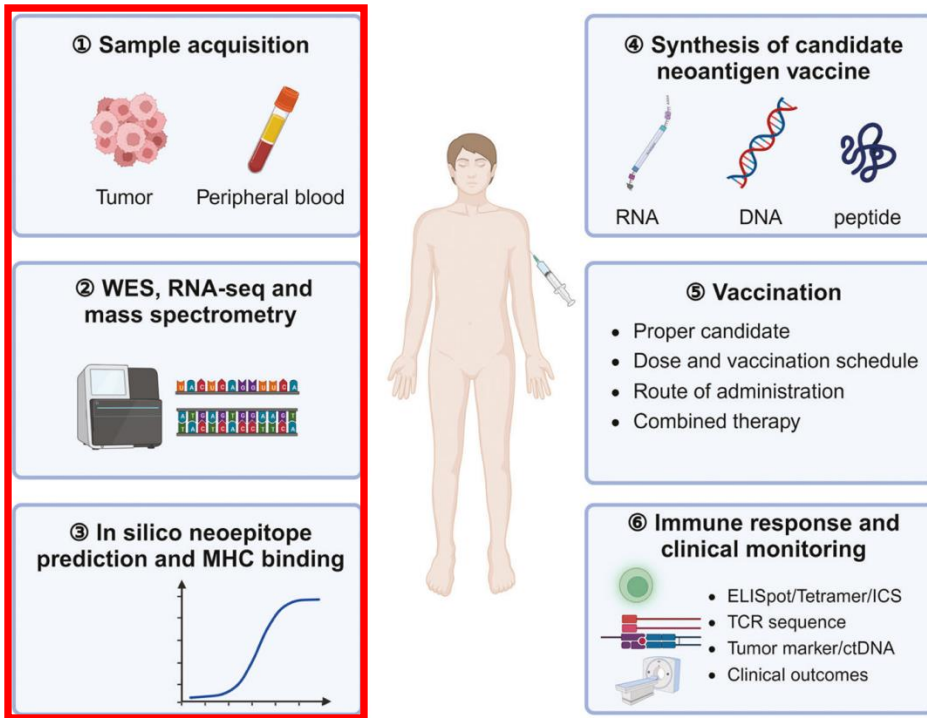 ① Sample acquisition
Tumor
Peripheral blood
② WES, RNA-seq and
mass spectrometry
U A C U C A G G U U C A
A T G A G T G G A A G T
T A C T C A C C T T C A
③ In silico neoepitope
prediction and MHC binding
④ Synthesis of candidate
neoantigen vaccine
RNA
DNA
peptide
⑤ Vaccination
• Proper candidate
• Dose and vaccination schedule
• Route of administration
• Combined therapy
⑥ Immune response and
clinical monitoring
• ELISpot/Tetramer/ICS
• TCR sequence
• Tumor marker/ctDNA
• Clinical outcomes